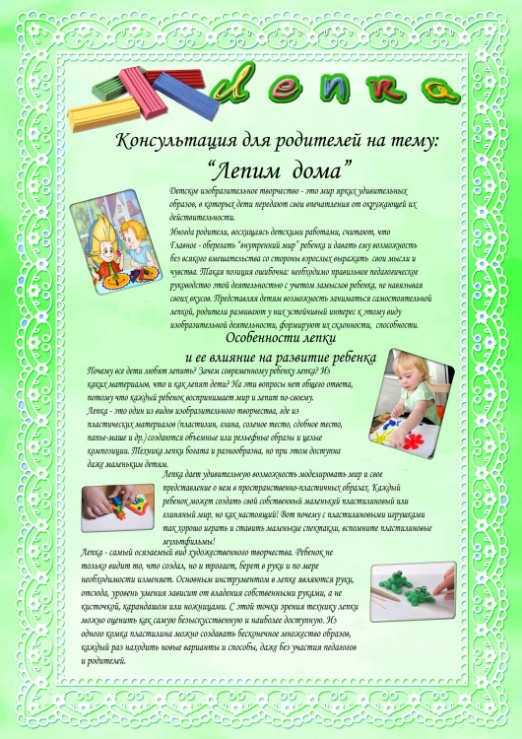 лепка
Консультация для родителей на тему:
“Лепим дома”
Детское изобразительное творчество - это мир ярких удивительных
образов, в которых дети передают свои впечатления от окружающей их
действительности.
Иногда родители, восхищаясь детскими работами, считают, что
Главное - оберегать "внутренний мир" ребенка и давать ему возможность
без всякого вмешательства со стороны взрослых выражать свои мысли и
чувства. Такая позиция ошибочна: необходимо правильное педагогическое
руководство этой деятельностью с учетом замыслов ребенка, не навязывая
своих вкусов. Представляя детям возможность заниматься самостоятельной
лепкой, родители развивают у них устойчивый интерес к этому виду
изобразительной деятельности, формируют их склонности, способности.
Особенности лепки
и ее влияние на развитие ребенка
Почему все дети любят лепить? Зачем современному ребенку лепка? Из
каких материалов, что и как лепят дети? На эти вопросы нет общего ответа,
потому что каждый ребенок воспринимает мир и лепит по-своему.
Лепка - это один из видов изобразительного творчества, где из
пластических материалов (пластилин, глина, соленое тесто, сдобное тесто,
папье-маше и др.) создаются объемные или рельефные образы и целые
композиции. Техника лепки богата и разнообразна, но при этом доступна
даже маленьким детям.
Лепка дает удивительную возможность моделировать мир и свое
представление о нем в пространственно-пластичных образах. Каждый
ребенок может создать свой собственный маленький пластилиновый или
глиняный мир, но как настоящий! Вот почему с пластилиновыми игрушками
так хорошо играть и ставить маленькие спектакли, вспомните пластилиновые
мультфильмы!
Лепка - самый осязаемый вид художественного творчества. Ребенок не
только видит то, что создал, но и трогает, берет в руки и по мере
необходимости изменяет. Основным инструментом в лепке являются руки,
отсюда, уровень умения зависит от владения собственными руками, а не
кисточкой, карандашом или ножницами. С этой точки зрения технику лепки
можно оценить как самую безыскусственную и наиболее доступную. Из
одного комка пластилина можно создавать бесконечное множество образов,
каждый раз находить новые варианты и способы, даже без участия педагогов
и родителей.